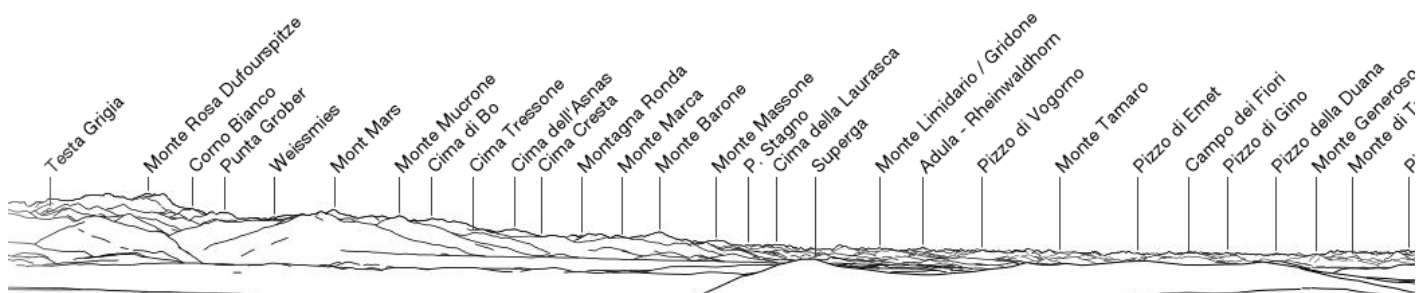 Testa Grigia
Monte Rosa Dufourspitze
Corno Bianco
Punta Grober
Weissmies
Mont Mars
Monte Mucrone
Cima di Bo
Cima Tressone
Cima dell'Asnas
Cima Cresta
Montagna Ronda
Monte Marca
Monte Barone
Monte Massone
P. Stagno
Cima della Laurasca
Superga
Monte Limidario / Gridone
Adula - Rheinwaldhorn
Pizzo di Vogorno
Monte Tamaro
Pizzo di Emet
Campo dei Fiori
Pizzo di Gino
Pizzo della Duana
Monte Generoso
Monte di T